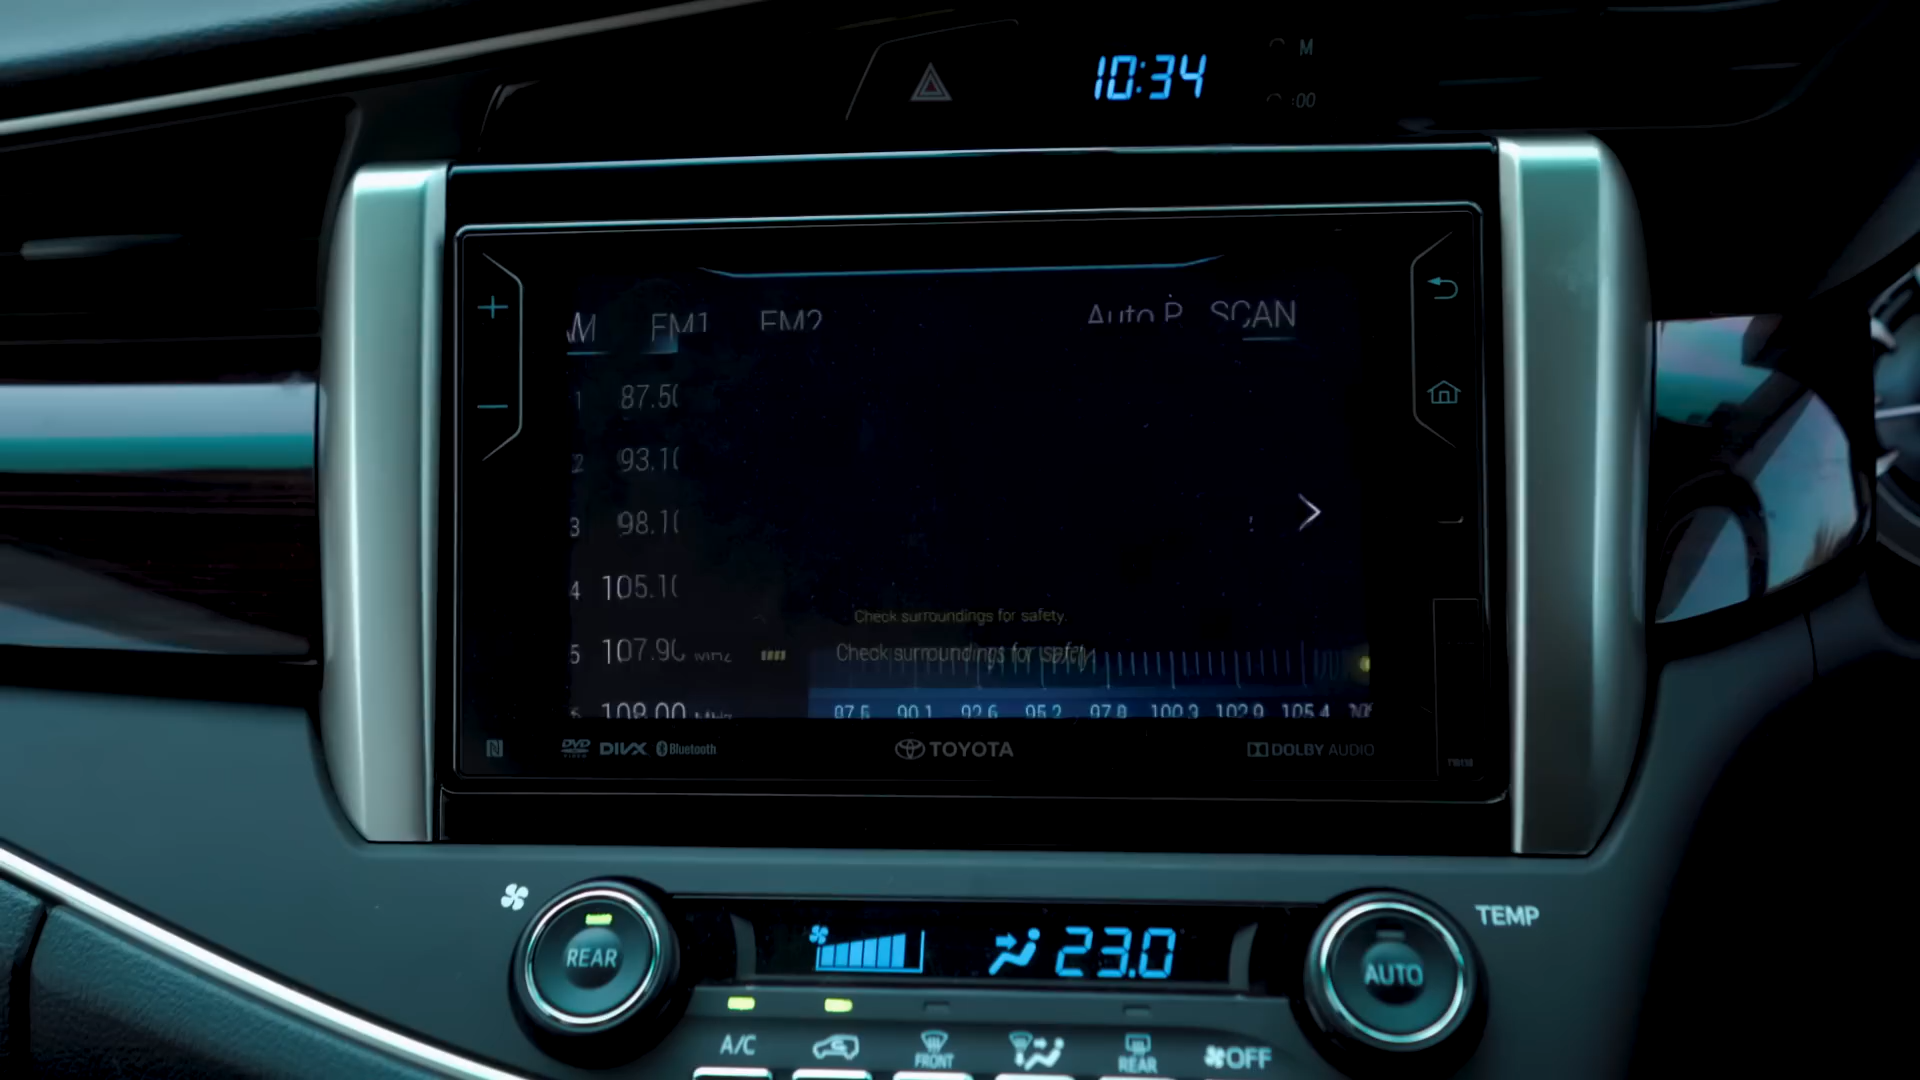 10:34
M
:00
FM1 FM2 SCAN
1 87.50
2 93.10
3 98.10
4 105.10
5 107.90 MHz
108.00 MHz
Check surroundings for safety.
Check surroundings for safety
87.5 90.1 92.6 95.2 97.8 100.3 102.9 105.4
DVD DIVX Bluetooth
TOYOTA
DOLBY AUDIO
TEMP
REAR
23.0
AUTO
A/C
FRONT
REAR
OFF